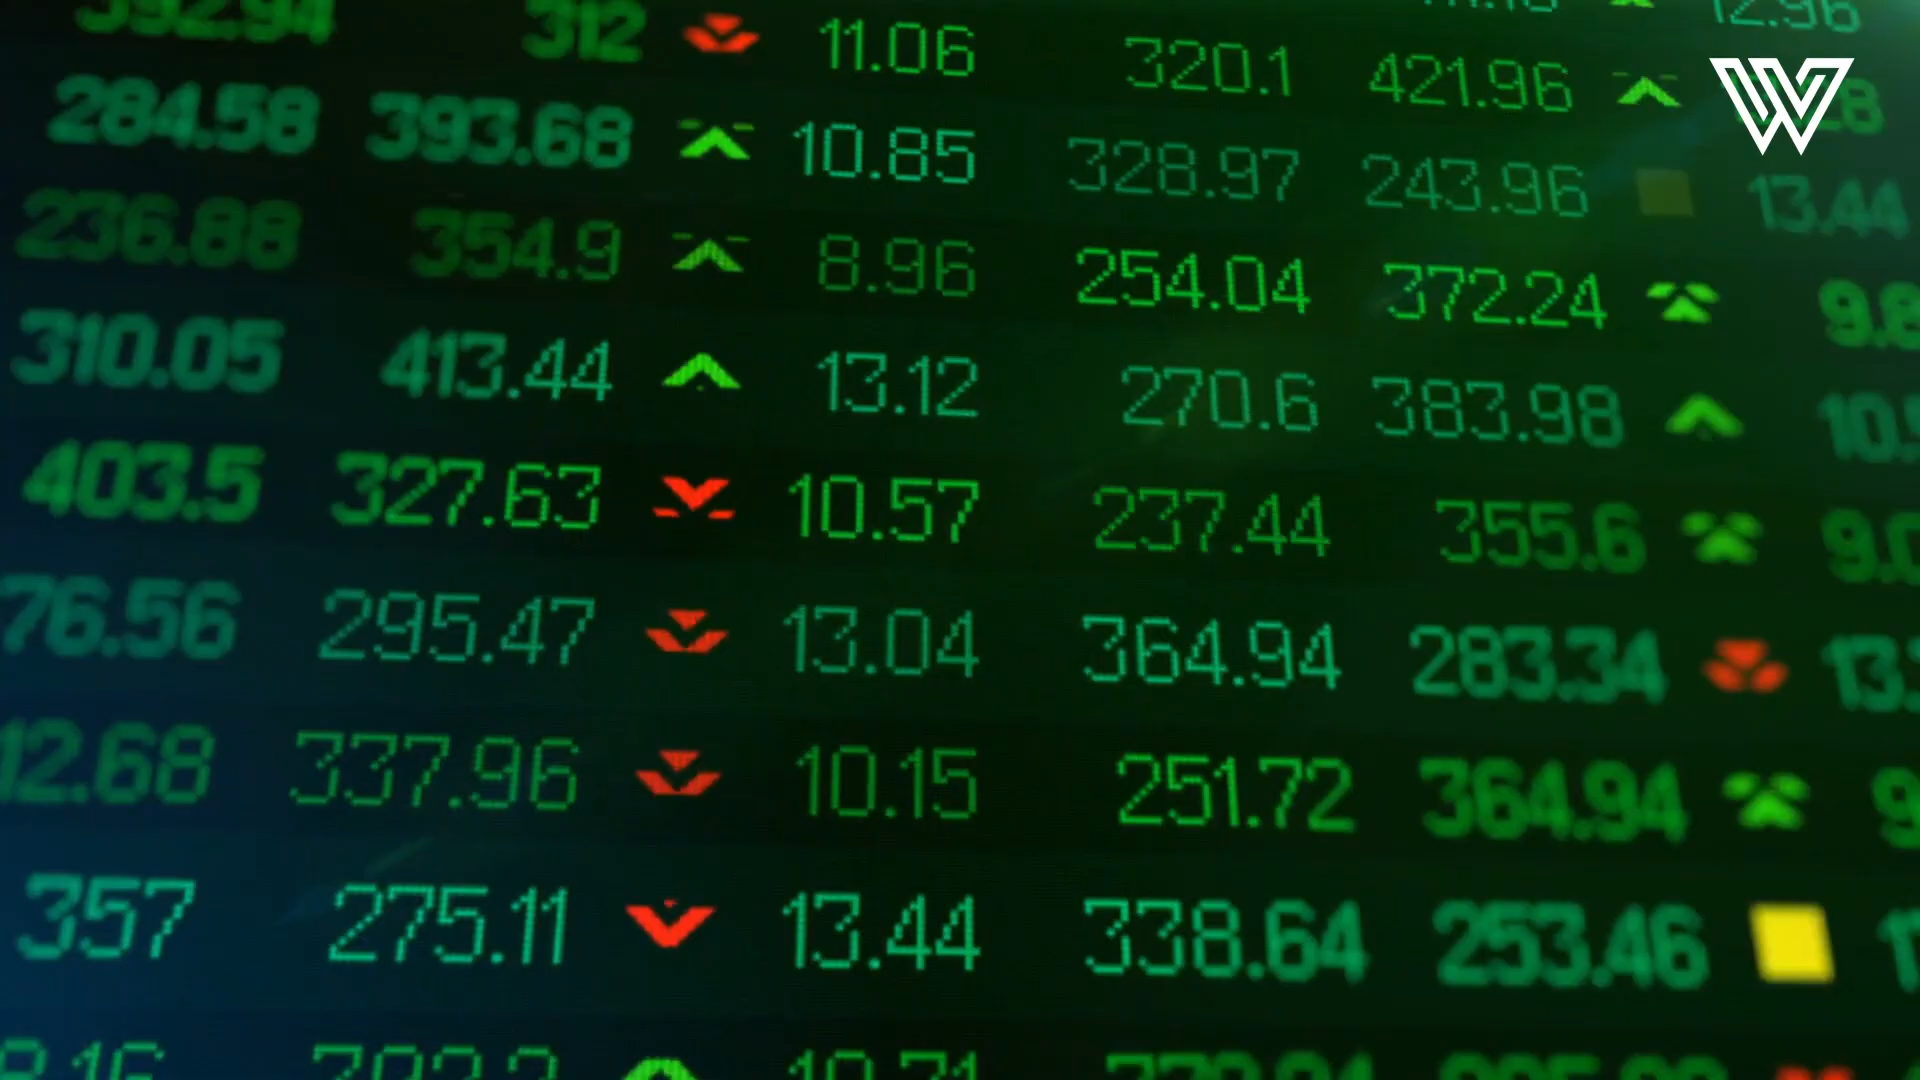 392.94 312 11.06 320.1 421.96
284.58 393.68 10.85 328.97 243.96 13.44
236.88 354.9 8.96 254.04 372.24
310.05 413.44 13.12 270.6 383.98
403.5 327.63 10.57 237.44 355.6
76.56 295.47 13.04 364.94 283.34
12.68 337.96 10.15 251.72 364.94
357 275.11 13.44 338.64 253.46